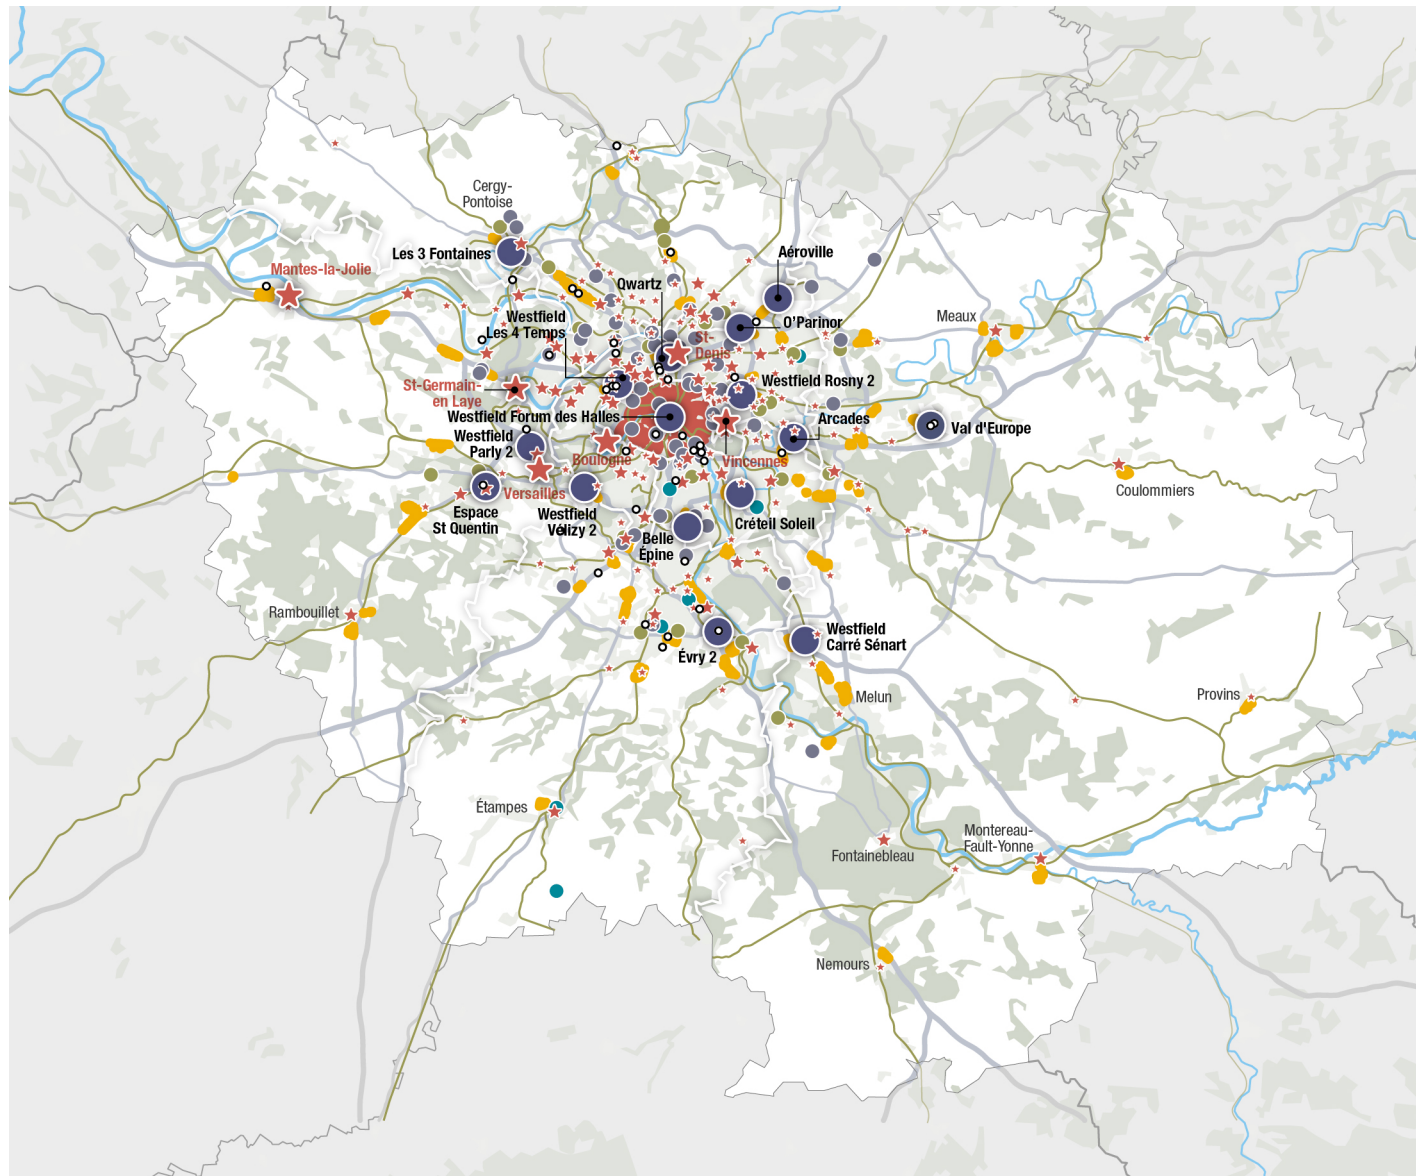 Cergy-
Pontoise
Les 3 Fontaines
Aéroville
Mantes-la-Jolie
Qwartz
Westfield
Les 4 Temps
O'Parinor
Meaux
St-
Denis
St-Germain-
en Laye
Westfield Rosny 2
Westfield Forum des Halles
Arcades
Val d'Europe
Westfield
Parly 2
Boulogne
Vincennes
Coulommiers
Versailles
Espace
St Quentin
Westfield
Vélizy 2
Créteil Soleil
Belle
Épine
Rambouillet
Westfield
Carré Sénart
Évry 2
Melun
Provins
Étampes
Montereau-
Fault-Yonne
Fontainebleau
Nemours